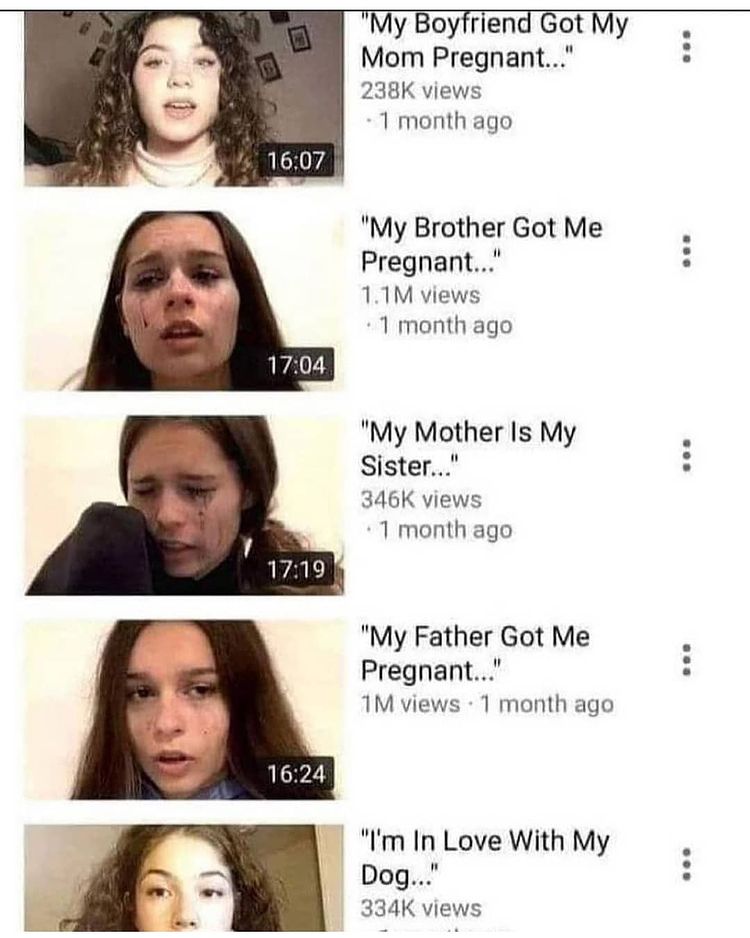 "My Boyfriend Got My
Mom Pregnant..."
238K views
· 1 month ago
16:07
"My Brother Got Me
Pregnant..."
1.1M views
· 1 month ago
17:04
"My Mother Is My
Sister..."
346K views
· 1 month ago
17:19
"My Father Got Me
Pregnant..."
1M views · 1 month ago
16:24
"I'm In Love With My
Dog..."
334K views